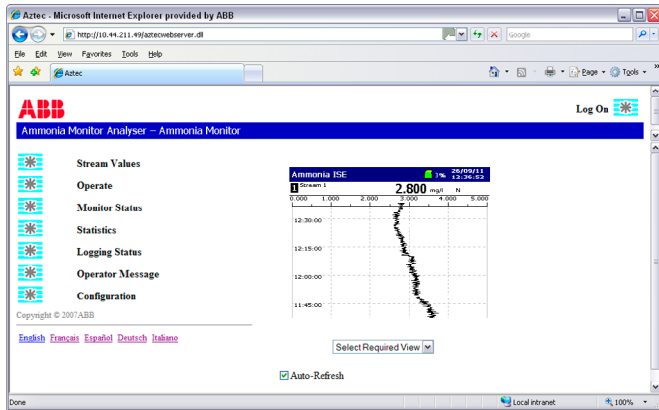 Aztec - Microsoft Internet Explorer provided by ABB
http://10.44.211.49/aztecwebserver.dll
Google
File Edit View Favorites Tools Help
Aztec
Page Tools
ABB
Log On
Ammonia Monitor Analyser – Ammonia Monitor
Stream Values
Operate
Monitor Status
Statistics
Logging Status
Operator Message
Configuration
Copyright © 2007ABB
English Français Español Deutsch Italiano
Ammonia ISE 3% 26/09/11
12:36:52
1 Stream 1 2.800 mg/l N
0.000 1.000 2.000 3.000 4.000 5.000
12:30:00
12:15:00
12:00:00
11:45:00
Select Required View
Auto-Refresh
Done
Local intranet
100%